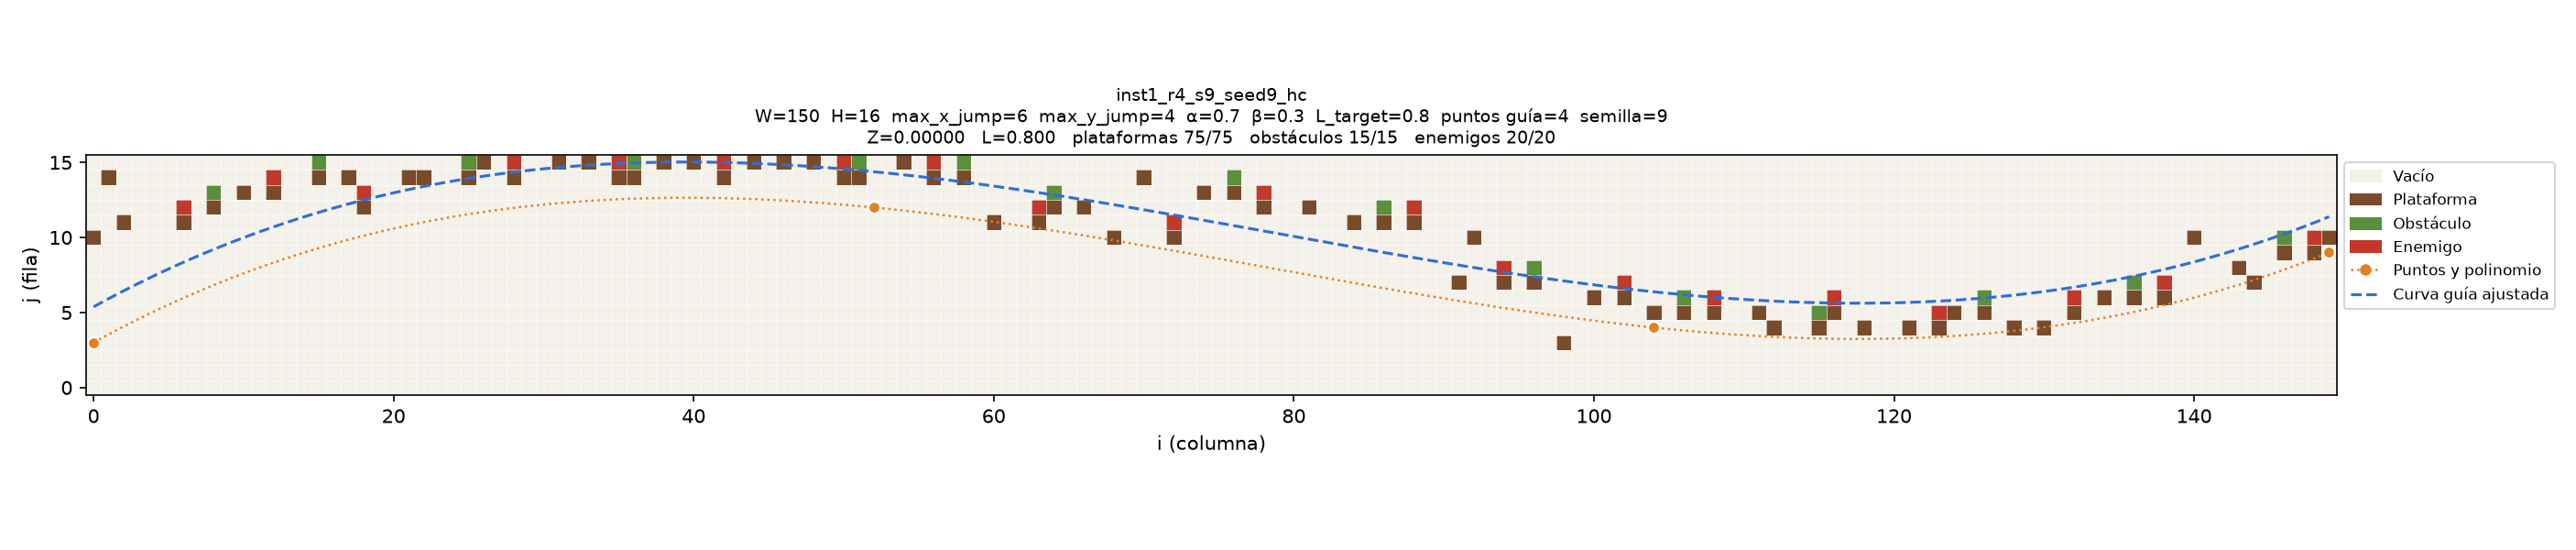 inst1_r4_s9_seed9_hc
W=150  H=16  max_x_jump=6  max_y_jump=4  α=0.7  β=0.3  L_target=0.8  puntos guía=4  semilla=9
Z=0.00000   L=0.800   plataformas 75/75   obstáculos 15/15   enemigos 20/20
15
10
5
0
j (fila)
0 20 40 60 80 100 120 140
i (columna)
Vacío
Plataforma
Obstáculo
Enemigo
Puntos y polinomio
Curva guía ajustada